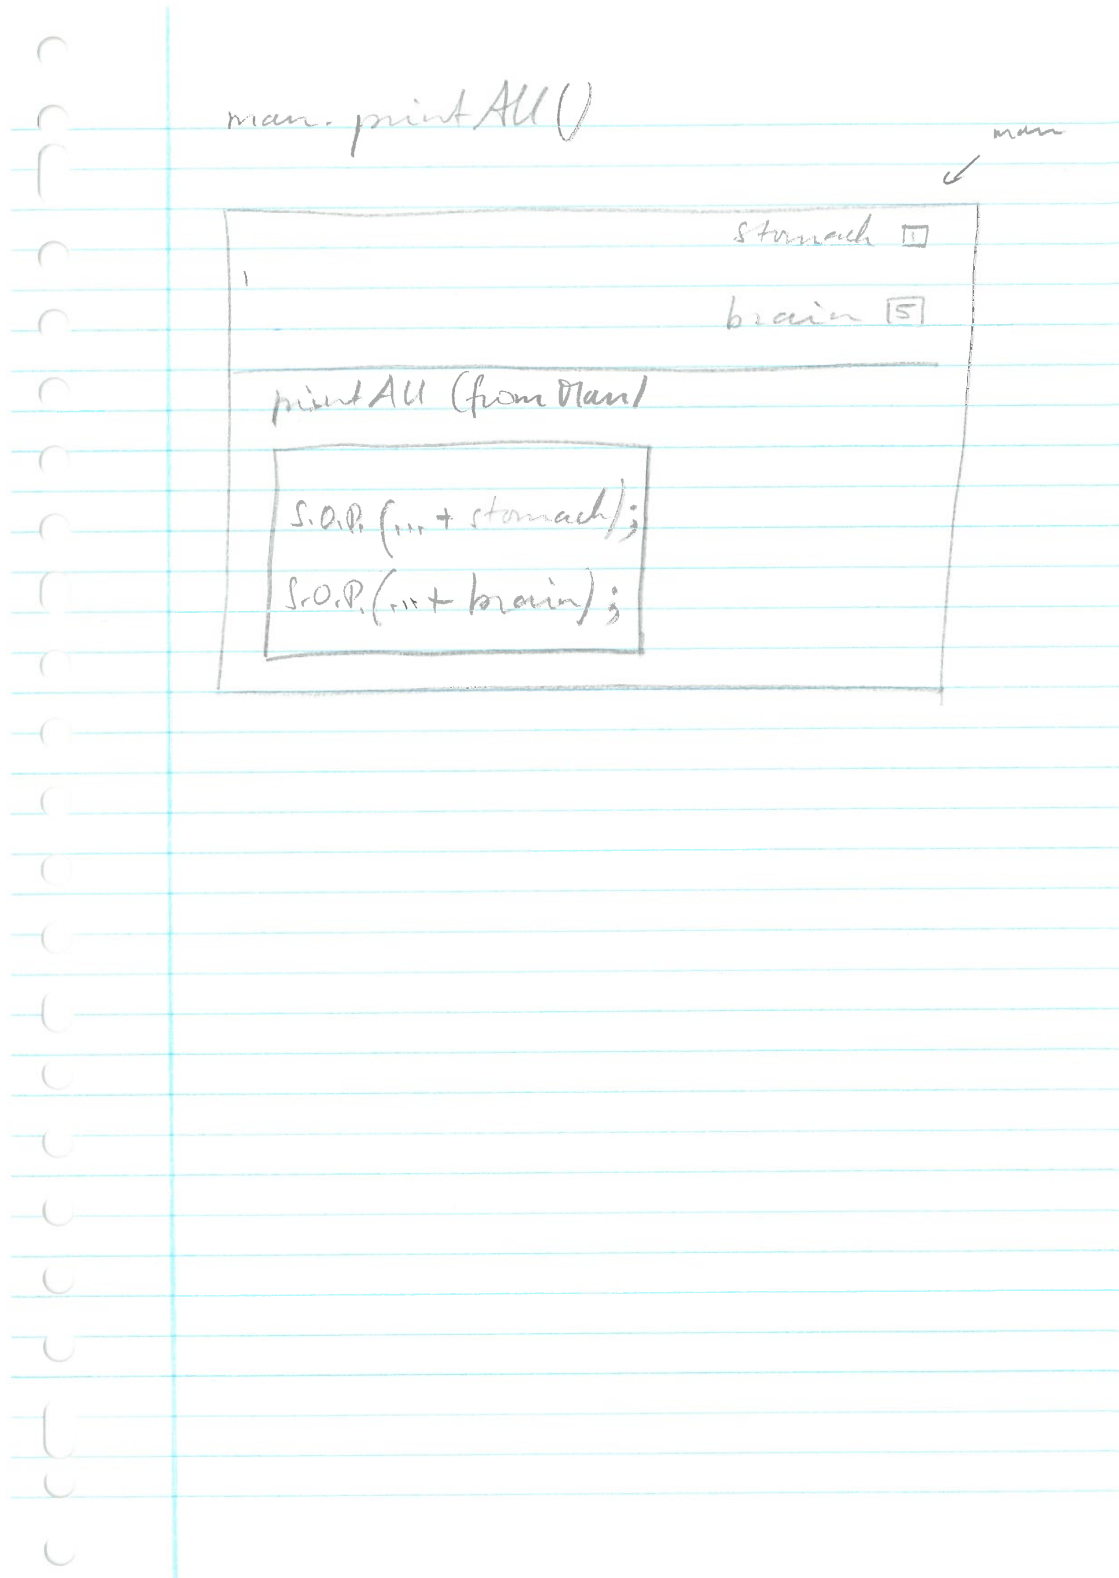 man.printAll()
man
stomach 1
brain 5
printAll (from Man)
S.O.P. (... + stomach);
S.O.P. (... + brain);